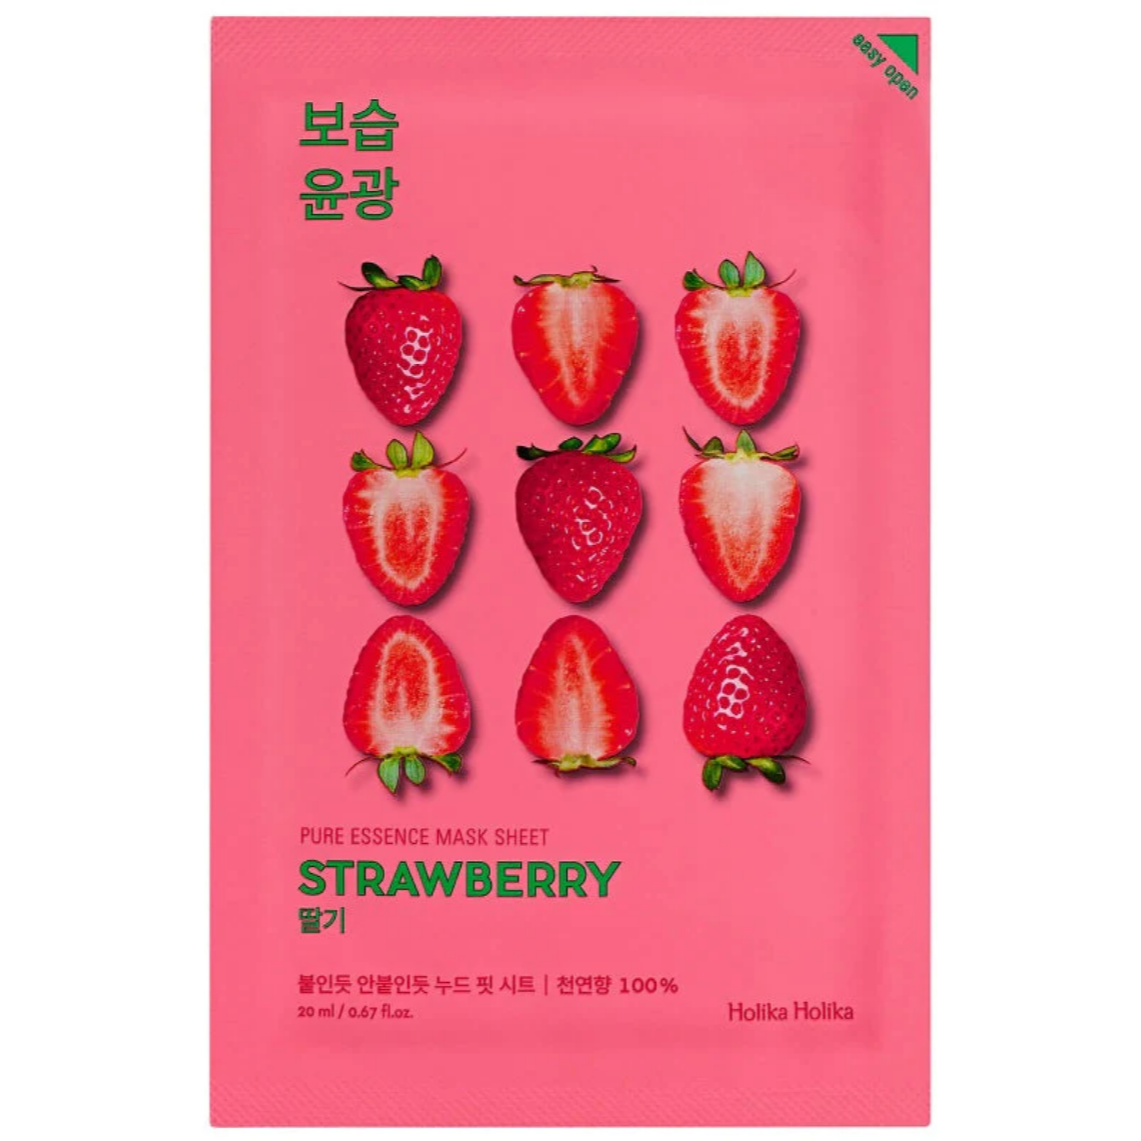 easy open
보습
윤광
PURE ESSENCE MASK SHEET
STRAWBERRY
딸기
붙인듯 안붙인듯 누드 핏 시트 | 천연향 100%
20 ml / 0.67 fl.oz.
Holika Holika